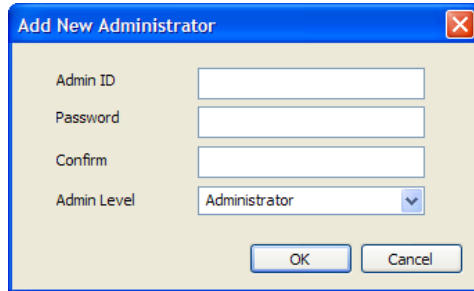 Add New Administrator
Admin ID
Password
Confirm
Admin Level Administrator
OK Cancel